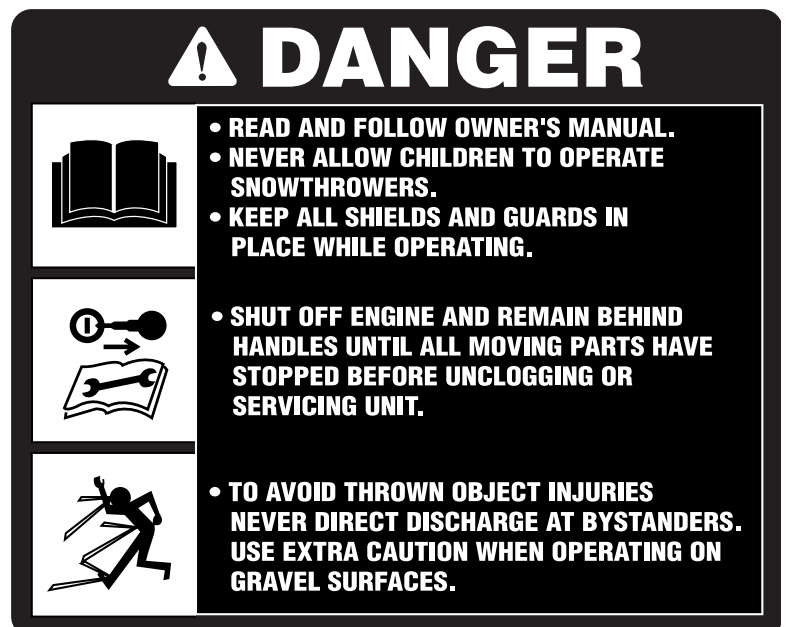 DANGER
• READ AND FOLLOW OWNER'S MANUAL.
• NEVER ALLOW CHILDREN TO OPERATE
SNOWTHROWERS.
• KEEP ALL SHIELDS AND GUARDS IN
PLACE WHILE OPERATING.
• SHUT OFF ENGINE AND REMAIN BEHIND
HANDLES UNTIL ALL MOVING PARTS HAVE
STOPPED BEFORE UNCLOGGING OR
SERVICING UNIT.
• TO AVOID THROWN OBJECT INJURIES
NEVER DIRECT DISCHARGE AT BYSTANDERS.
USE EXTRA CAUTION WHEN OPERATING ON
GRAVEL SURFACES.